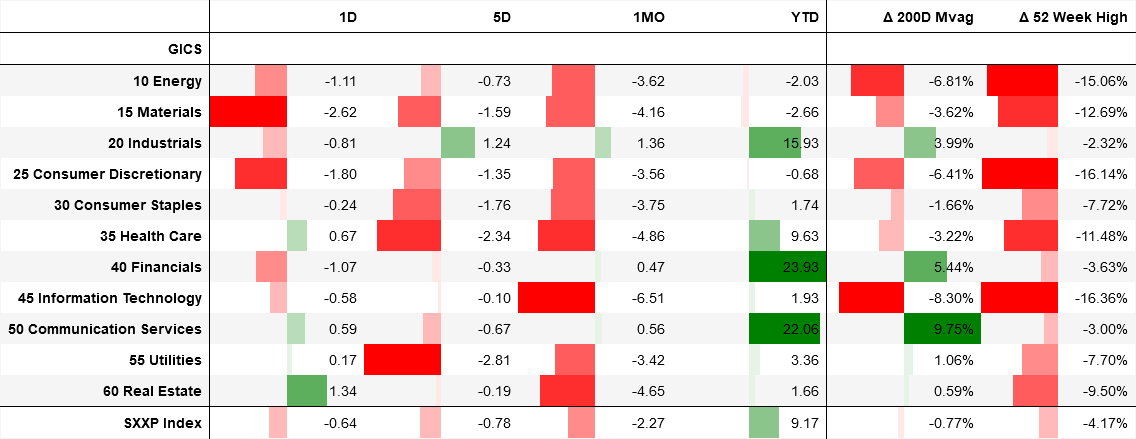 1D 5D 1MO YTD Δ 200D Mvag Δ 52 Week High
GICS
10 Energy -1.11 -0.73 -3.62 -2.03 -6.81% -15.06%
15 Materials -2.62 -1.59 -4.16 -2.66 -3.62% -12.69%
20 Industrials -0.81 1.24 1.36 15.93 3.99% -2.32%
25 Consumer Discretionary -1.80 -1.35 -3.56 -0.68 -6.41% -16.14%
30 Consumer Staples -0.24 -1.76 -3.75 1.74 -1.66% -7.72%
35 Health Care 0.67 -2.34 -4.86 9.63 -3.22% -11.48%
40 Financials -1.07 -0.33 0.47 23.93 5.44% -3.63%
45 Information Technology -0.58 -0.10 -6.51 1.93 -8.30% -16.36%
50 Communication Services 0.59 -0.67 0.56 22.06 9.75% -3.00%
55 Utilities 0.17 -2.81 -3.42 3.36 1.06% -7.70%
60 Real Estate 1.34 -0.19 -4.65 1.66 0.59% -9.50%
SXXP Index -0.64 -0.78 -2.27 9.17 -0.77% -4.17%